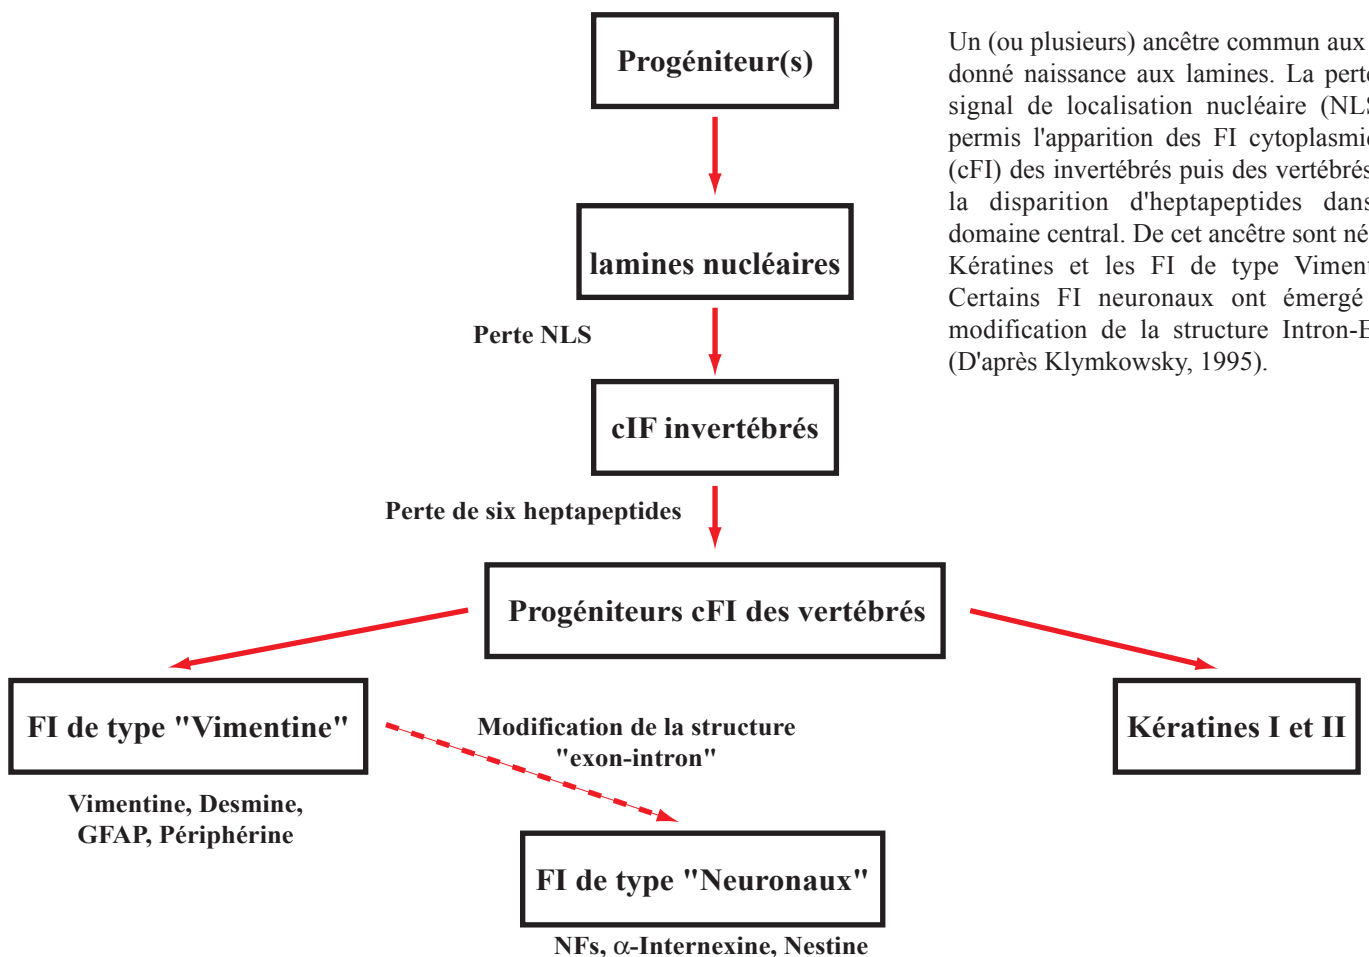 Progéniteur(s)
Un (ou plusieurs) ancêtre commun aux
donné naissance aux lamines. La perte
signal de localisation nucléaire (NLS
permis l'apparition des FI
(cFI) des invertébrés puis des vertébrés
la disparition d'heptapeptides dans
domaine central. De cet ancêtre sont
Kératines et les FI de type
Certains FI neuronaux ont émergé
modification de la structure
(D'après Klymkowsky, 1995).
lamines nucléaires
Perte NLS
cIF invertébrés
Perte de six heptapeptides
Progéniteurs cFI des vertébrés
FI de type "Vimentine"
Modification de la structure
"exon-intron"
Kératines I et II
Vimentine, Desmine,
GFAP, Périphérine
FI de type "Neuronaux"
NFs, α-Internexine, Nestine